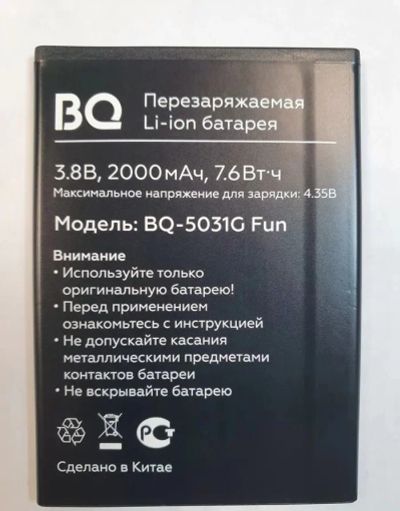 BQ
Перезаряжаемая
Li-ion батарея
3.8В, 2000мАч, 7.6Вт·ч
Максимальное напряжение для зарядки: 4.35В
Модель: BQ-5031G Fun
Внимание
• Используйте только
оригинальную батарею!
• Перед применением
ознакомьтесь с инструкцией
• Не допускайте касания
металлическими предметами
контактов батареи
• Не вскрывайте батарею
Сделано в Китае